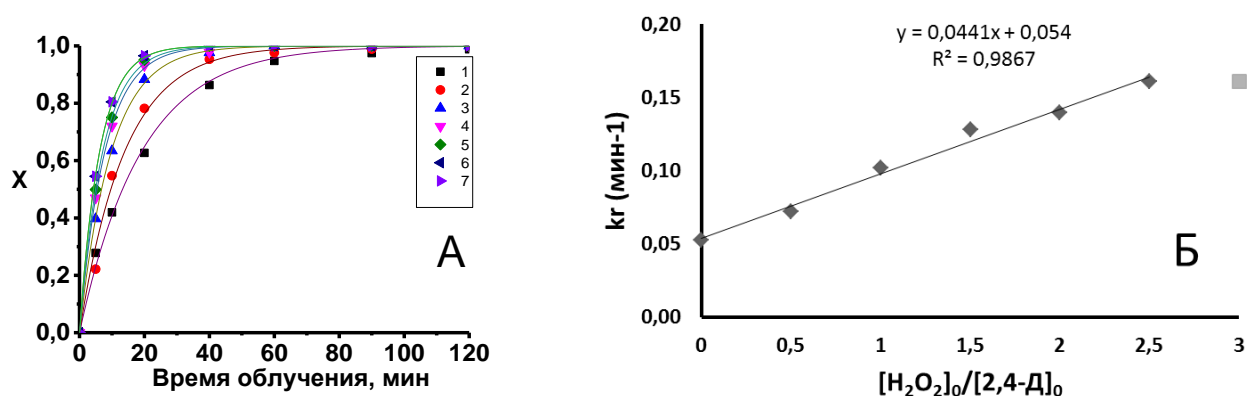 1,0
0,8
0,6
0,4
0,2
0,0
X
0 20 40 60 80 100 120
Время облучения, мин
1
2
3
4
5
6
7
А
y = 0,0441x + 0,054
R² = 0,9867
0,20
0,15
0,10
0,05
0,00
kr (мин-1)
0 0,5 1 1,5 2 2,5 3
[H₂O₂]₀/[2,4-Д]₀
Б